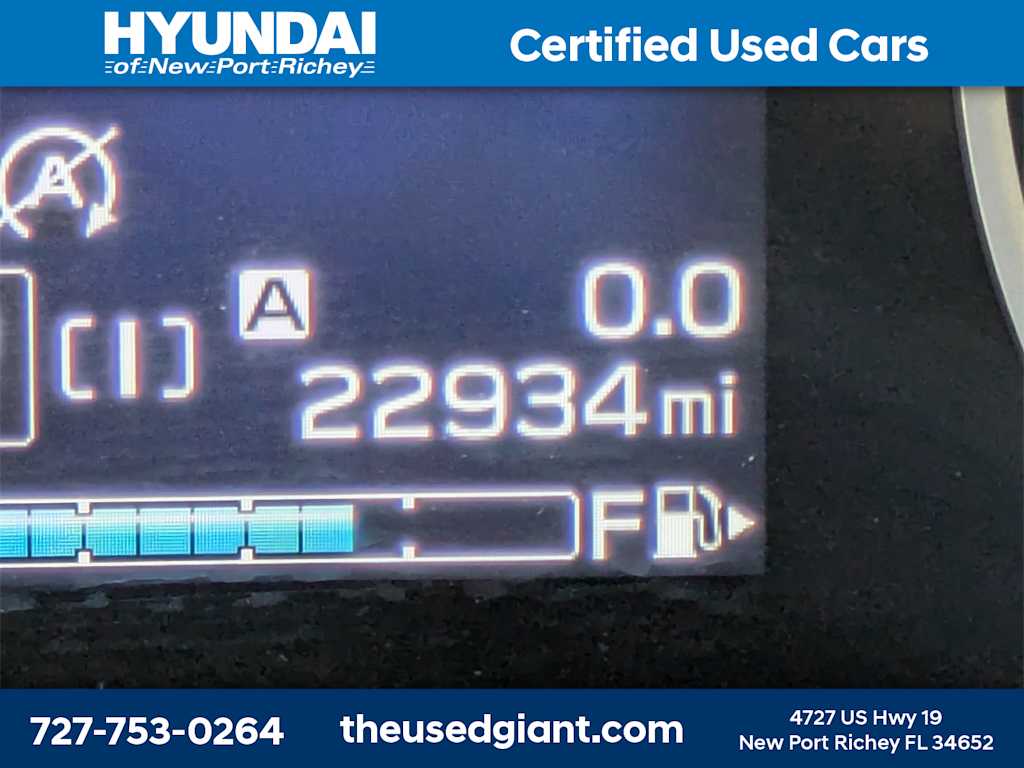 HYUNDAI
of New Port Richey
Certified Used Cars
A
A
0.0
22934 mi
F
727-753-0264
theusedgiant.com
4727 US Hwy 19
New Port Richey FL 34652